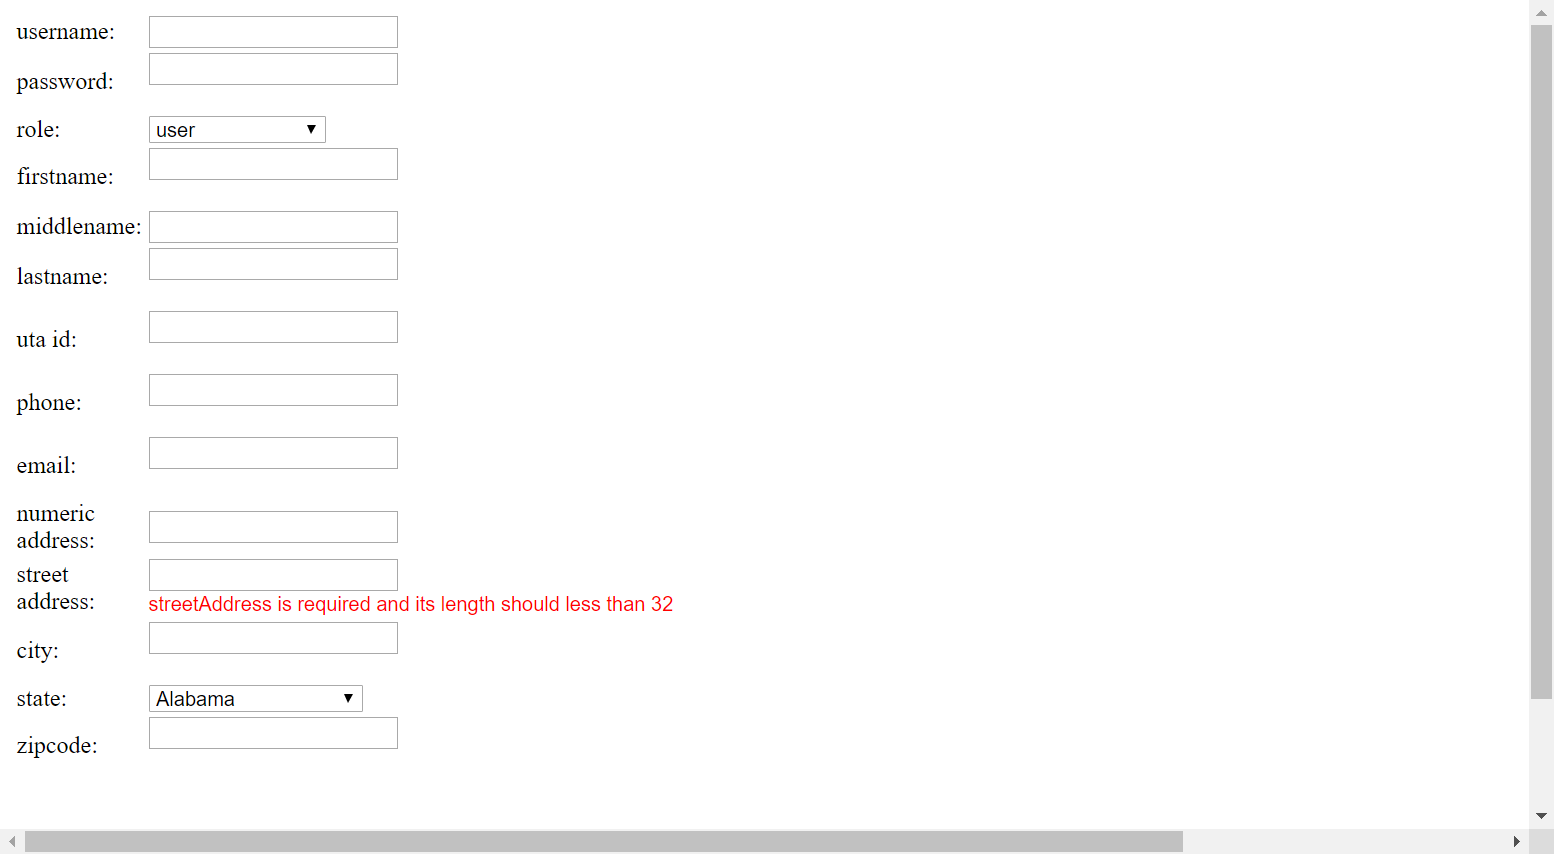 username:
password:
role: user
firstname:
middlename:
lastname:
uta id:
phone:
email:
numeric
address:
street
address:
streetAddress is required and its length should less than 32
city:
state: Alabama
zipcode: